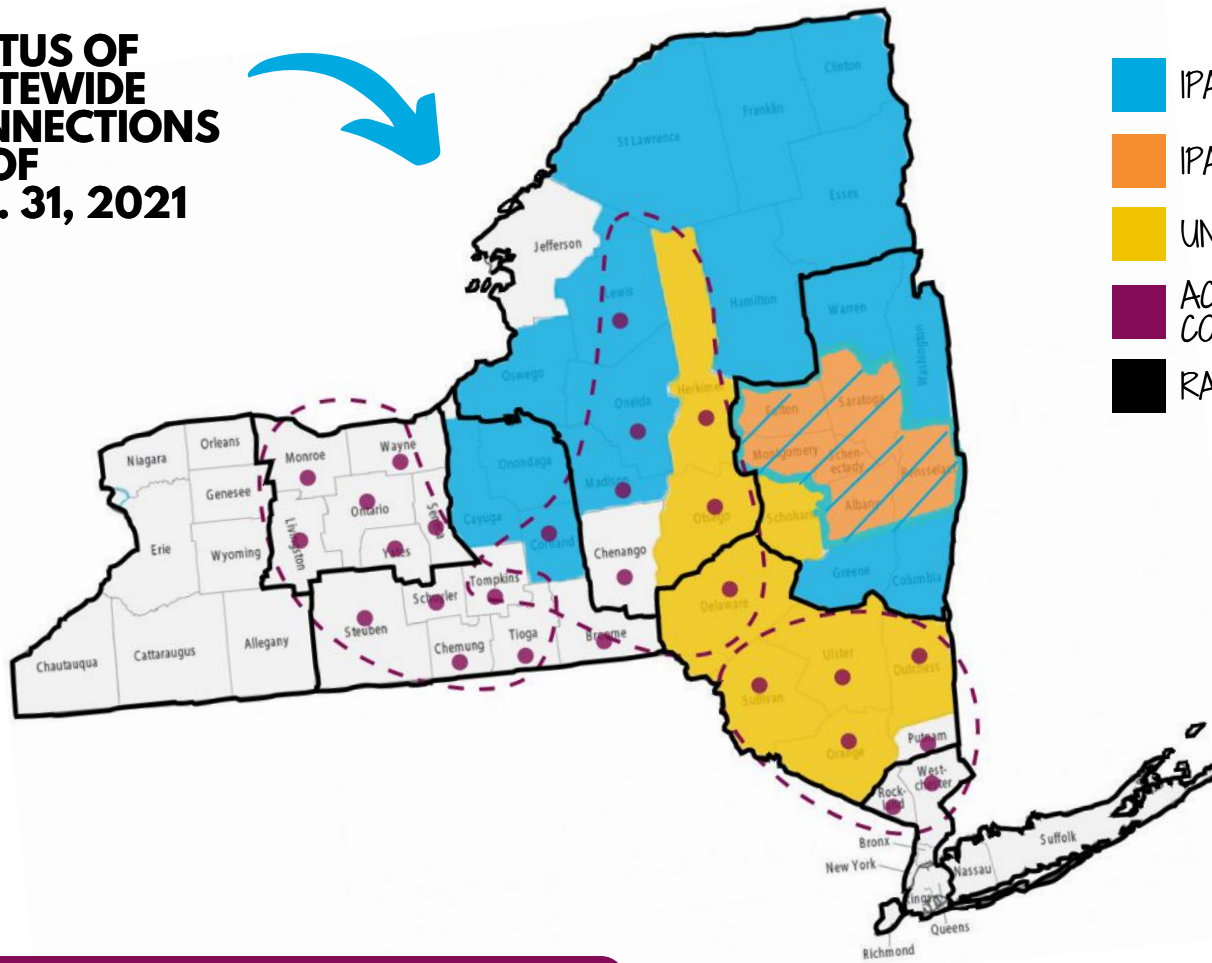 TUS OF
TEWIDE
NNECTIONS
OF
. 31, 2021
IPA
IPA
UN
AC
CO
RA
Clinton
Franklin
St Lawrence
Essex
Jefferson
Lewis
Hamilton
Warren
Washington
Oswego
Herkimer
Oneida
Fulton
Saratoga
Orleans
Niagara
Monroe
Wayne
Onondaga
Montgomery
Schen-
ectady
Rensselaer
Genesee
Madison
Ontario
Seneca
Cayuga
Otsego
Schoharie
Albany
Erie
Wyoming
Livingston
Yates
Cortland
Chenango
Greene
Columbia
Tompkins
Schuyler
Delaware
Steuben
Tioga
Broome
Chemung
Allegany
Cattaraugus
Chautauqua
Ulster
Dutchess
Sullivan
Orange
Putnam
West-
chester
Rock-
land
Bronx
New York
Suffolk
Nassau
Kings
Queens
Richmond